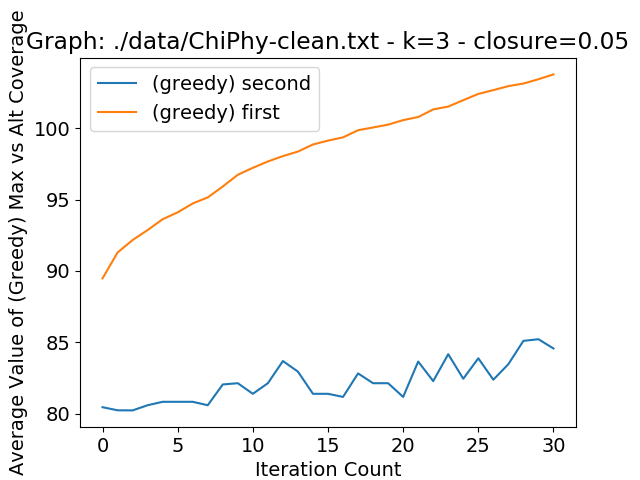 Graph: ./data/ChiPhy-clean.txt - k=3 - closure=0.05
Average Value of (Greedy) Max vs Alt Coverage
(greedy) second
(greedy) first
100
95
90
85
80
0 5 10 15 20 25 30
Iteration Count